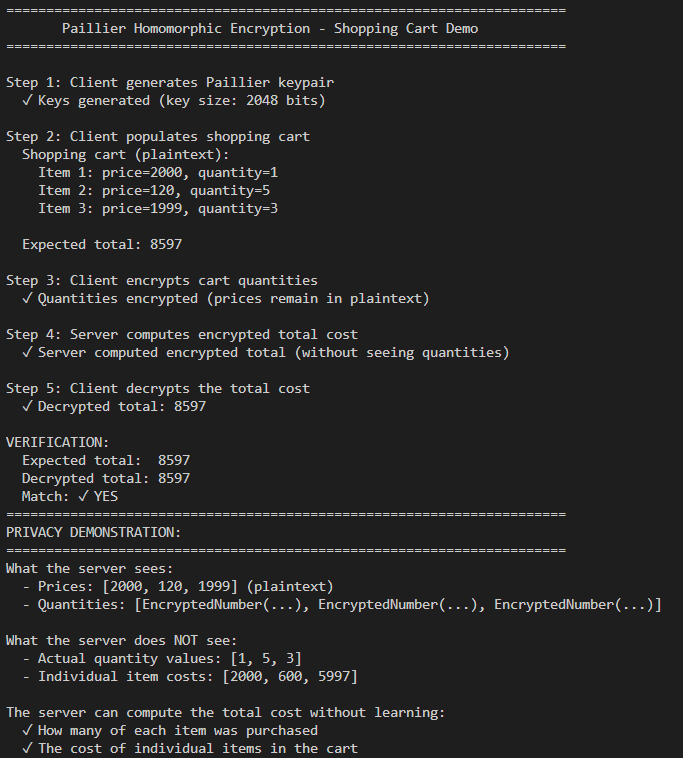 ======================================================================
Paillier Homomorphic Encryption - Shopping Cart Demo
======================================================================
Step 1: Client generates Paillier keypair
✓ Keys generated (key size: 2048 bits)
Step 2: Client populates shopping cart
Shopping cart (plaintext):
Item 1: price=2000, quantity=1
Item 2: price=120, quantity=5
Item 3: price=1999, quantity=3
Expected total: 8597
Step 3: Client encrypts cart quantities
✓ Quantities encrypted (prices remain in plaintext)
Step 4: Server computes encrypted total cost
✓ Server computed encrypted total (without seeing quantities)
Step 5: Client decrypts the total cost
✓ Decrypted total: 8597
VERIFICATION:
Expected total:  8597
Decrypted total: 8597
Match: ✓ YES
======================================================================
PRIVACY DEMONSTRATION:
======================================================================
What the server sees:
- Prices: [2000, 120, 1999] (plaintext)
- Quantities: [EncryptedNumber(...), EncryptedNumber(...), EncryptedNumber(...)]
What the server does NOT see:
- Actual quantity values: [1, 5, 3]
- Individual item costs: [2000, 600, 5997]
The server can compute the total cost without learning:
✓ How many of each item was purchased
✓ The cost of individual items in the cart